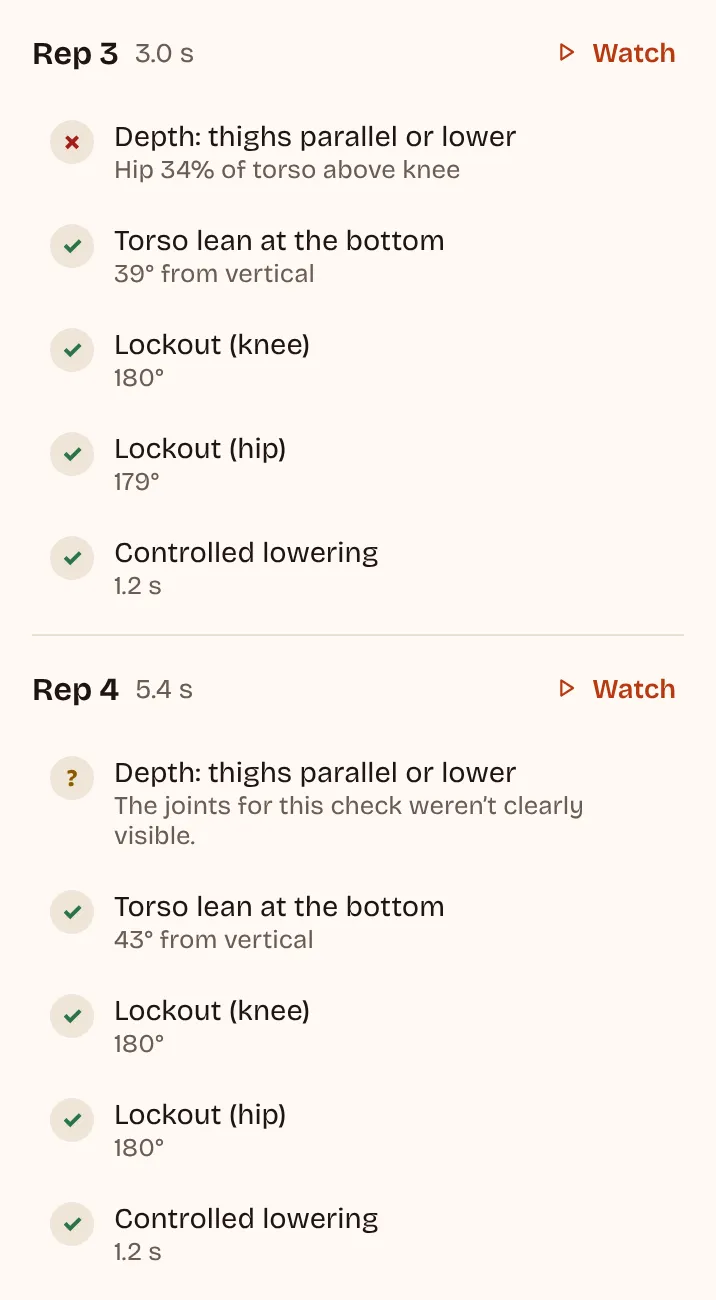 Rep 3 3.0 s Watch
Depth: thighs parallel or lower
Hip 34% of torso above knee
Torso lean at the bottom
39° from vertical
Lockout (knee)
180°
Lockout (hip)
179°
Controlled lowering
1.2 s
Rep 4 5.4 s Watch
?
Depth: thighs parallel or lower
The joints for this check weren’t clearly
visible.
Torso lean at the bottom
43° from vertical
Lockout (knee)
180°
Lockout (hip)
180°
Controlled lowering
1.2 s